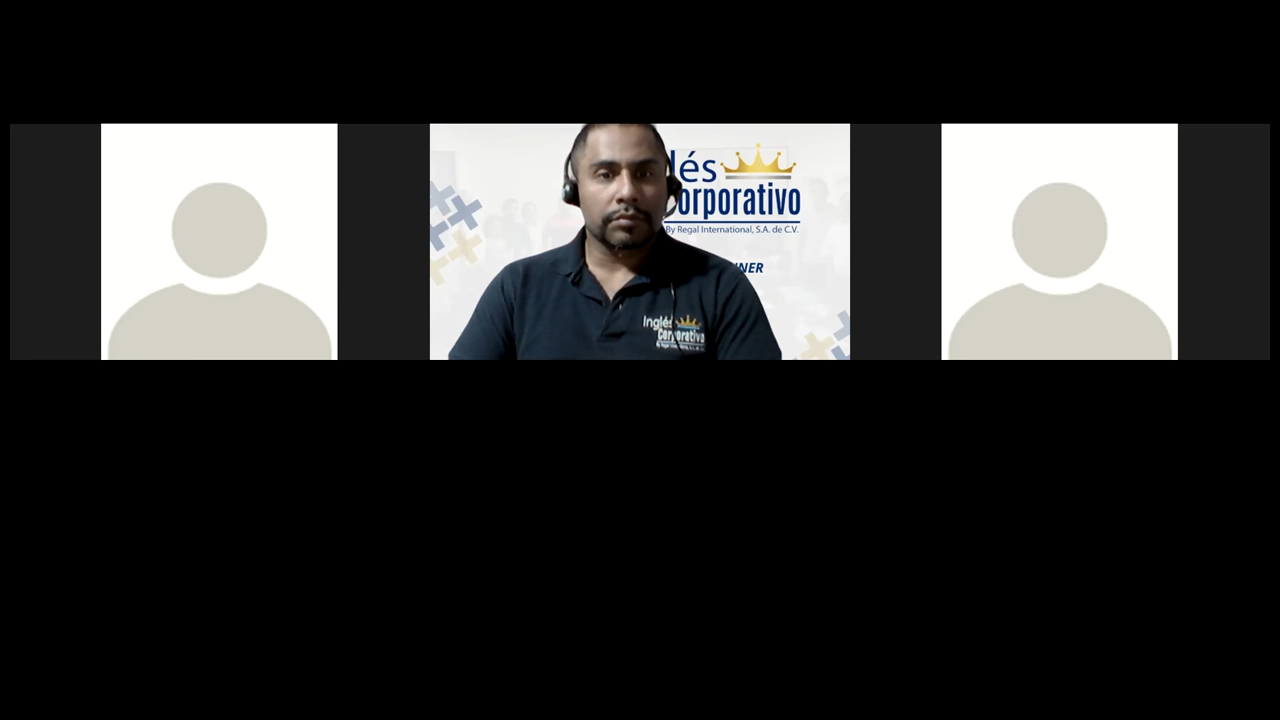 lés
orporativo
By Regal International, S.A. de C.V.
NER
Inglés
Corporativo